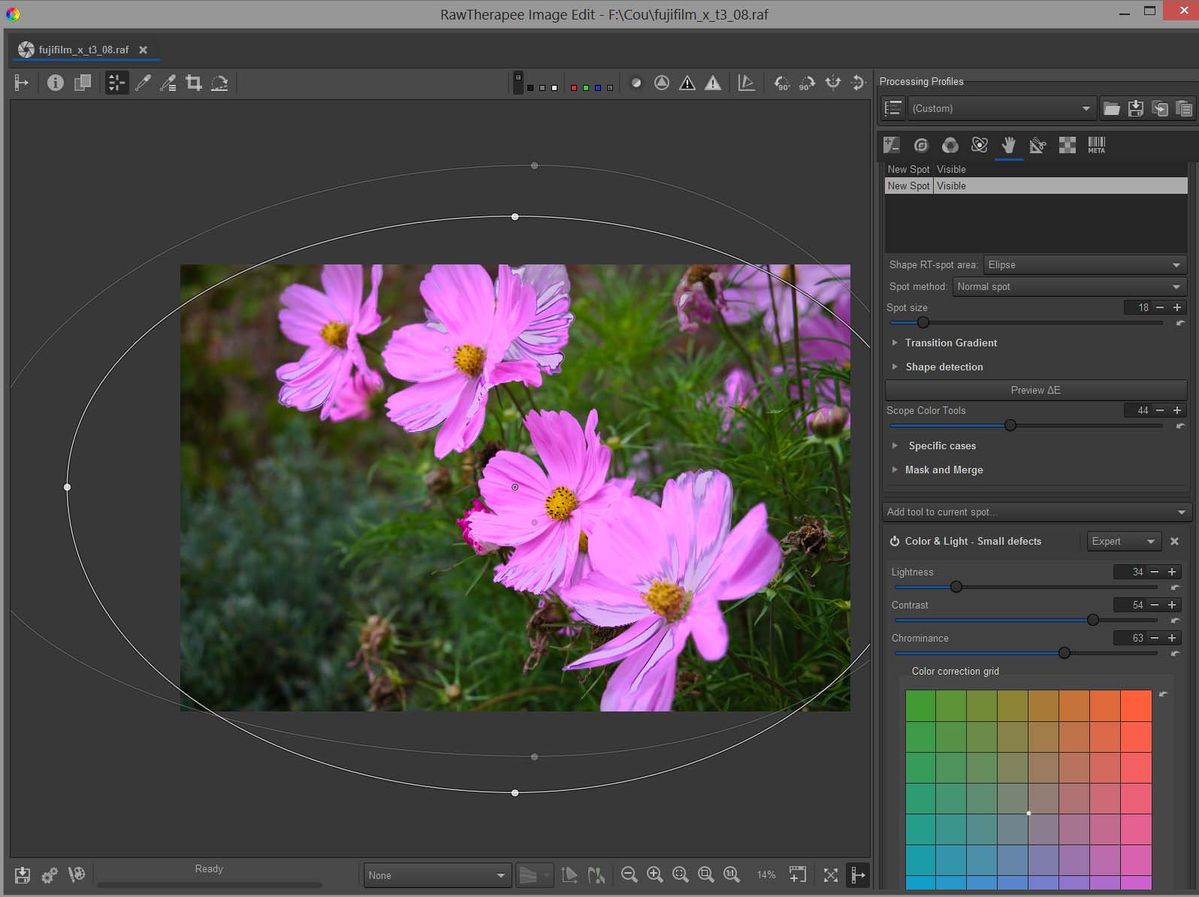 RawTherapee Image Edit - F:\Cou\fujifilm_x_t3_08.raf
fujifilm_x_t3_08.raf
90° 90°
Processing Profiles
(Custom)
META
New Spot Visible
New Spot Visible
Shape RT-spot area: Elipse
Spot method: Normal spot
Spot size 18
Transition Gradient
Shape detection
Preview ΔE
Scope Color Tools 44
Specific cases
Mask and Merge
Add tool to current spot...
Color & Light - Small defects Expert
Lightness 34
Contrast 54
Chrominance 63
Color correction grid
Ready
None
14%